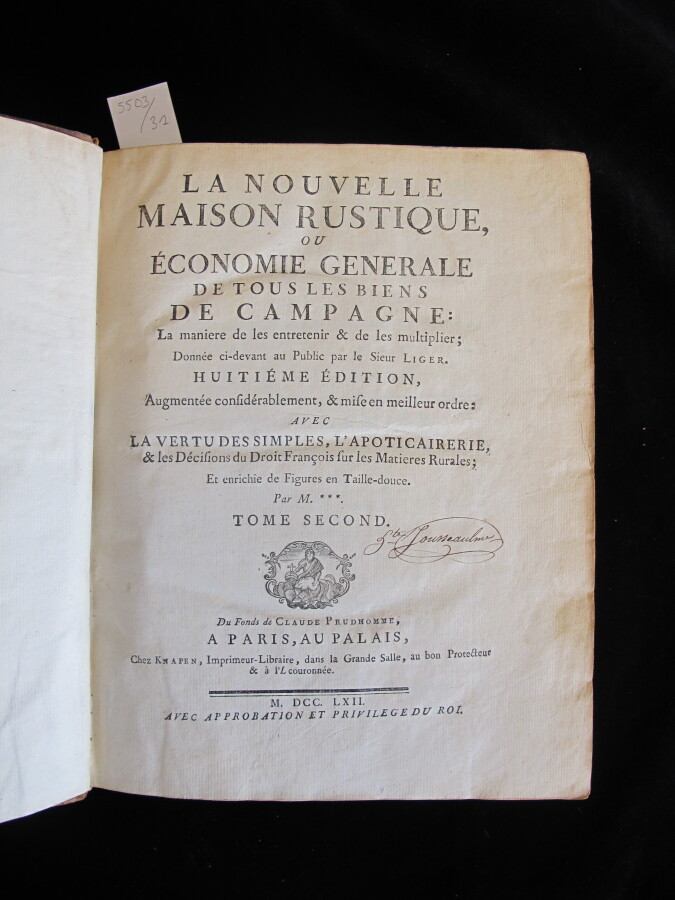 5503
/32
LA NOUVELLE
MAISON RUSTIQUE,
OU
ÉCONOMIE GENERALE
DE TOUS LES BIENS
DE CAMPAGNE:
La maniere de les entretenir & de les multiplier;
Donnée ci-devant au Public par le Sieur LIGER.
HUITIÉME ÉDITION,
Augmentée conſidérablement, & miſe en meilleur ordre:
AVEC
LA VERTU DES SIMPLES, L'APOTICAIRERIE,
& les Déciſions du Droit François ſur les Matieres Rurales;
Et enrichie de Figures en Taille-douce.
Par M. ***.
TOME SECOND.
Du Fonds de CLAUDE PRUDHOMME,
A PARIS, AU PALAIS,
Chez KNAPEN, Imprimeur-Libraire, dans la Grande Salle, au bon Protecteur
& à l'L couronnée.
M. DCC. LXII.
AVEC APPROBATION ET PRIVILEGE DU ROI.